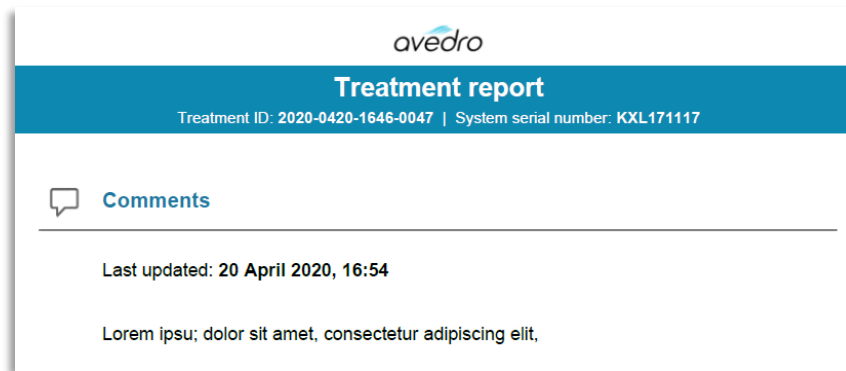 avedro
Treatment report
Treatment ID: 2020-0420-1646-0047 | System serial number: KXL171117
Comments
Last updated: 20 April 2020, 16:54
Lorem ipsu; dolor sit amet, consectetur adipiscing elit,